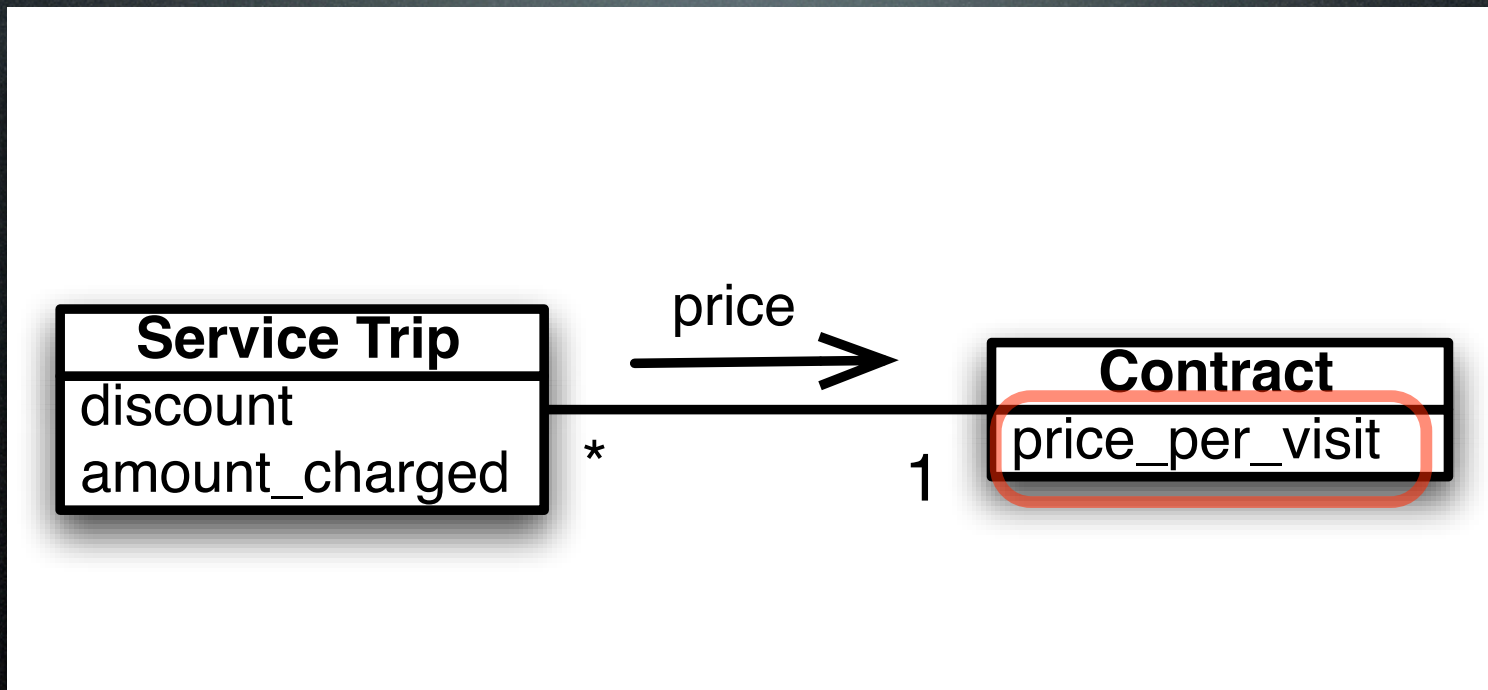 Service Trip
discount
amount_charged
price
*
1
Contract
price_per_visit